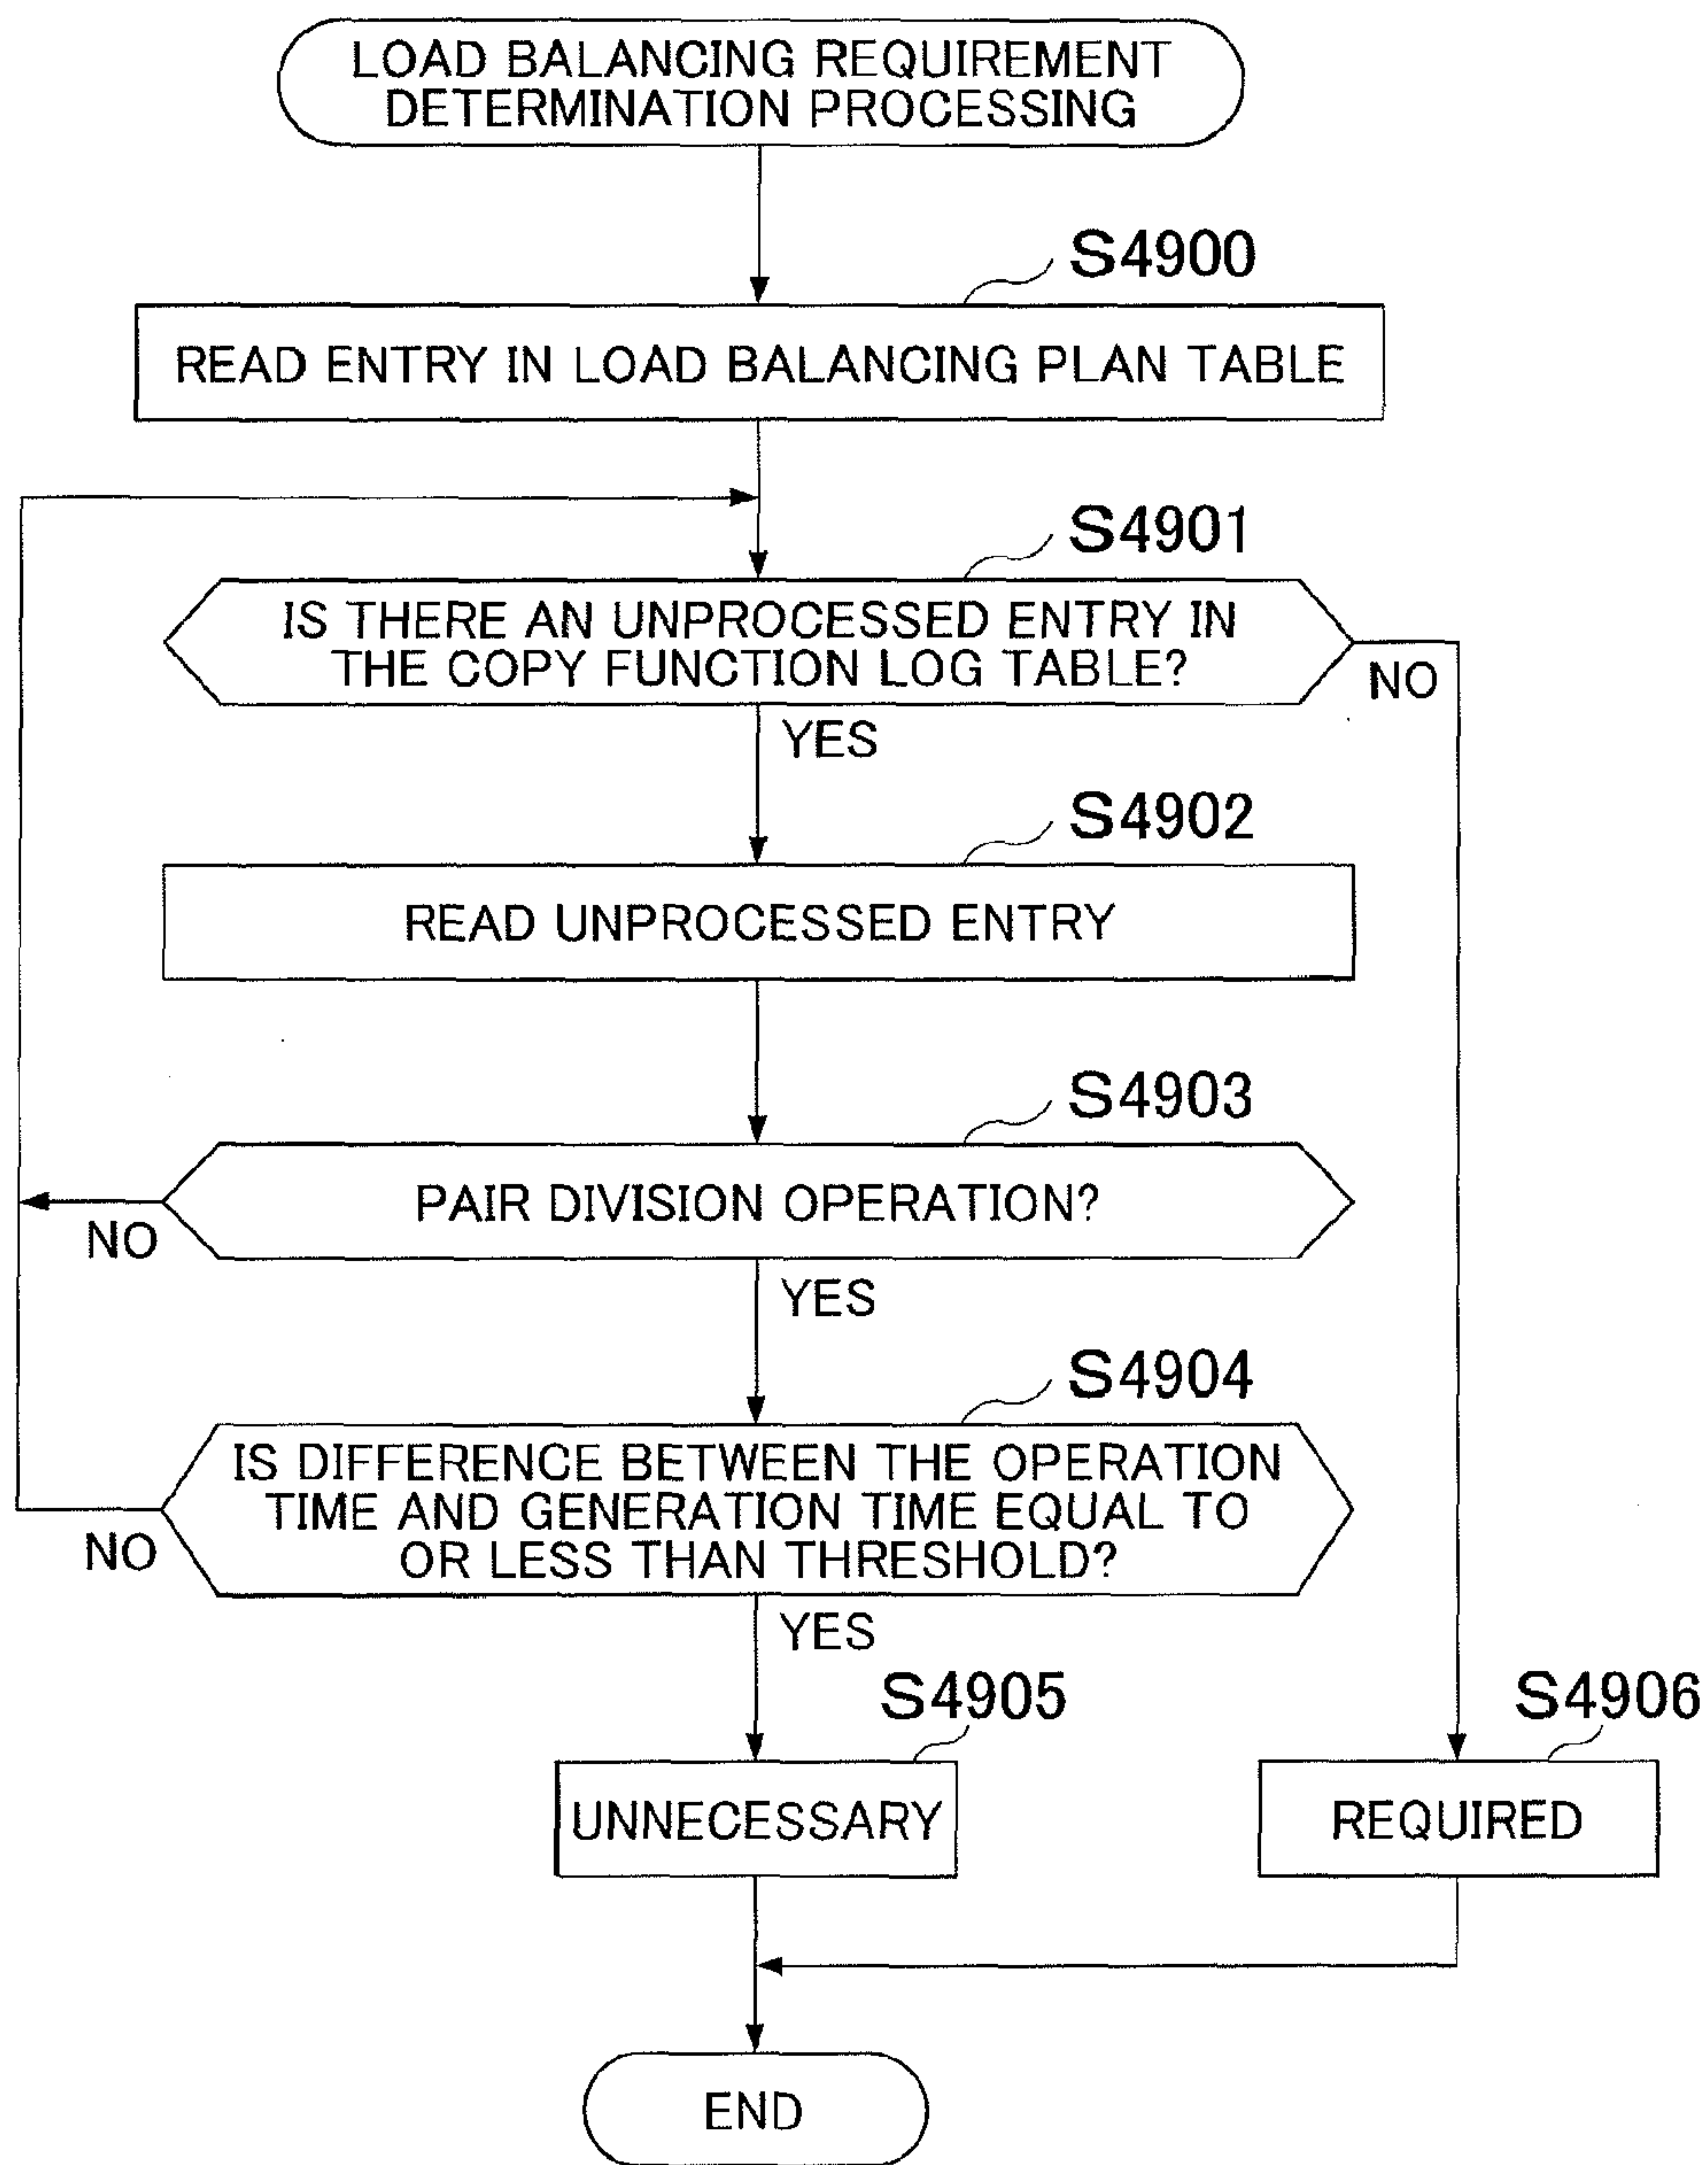 LOAD BALANCING REQUIREMENT
DETERMINATION PROCESSING
S4900
READ ENTRY IN LOAD BALANCING PLAN TABLE
S4901
IS THERE AN UNPROCESSED ENTRY IN
THE COPY FUNCTION LOG TABLE?
NO
YES
S4902
READ UNPROCESSED ENTRY
S4903
PAIR DIVISION OPERATION?
NO
YES
S4904
IS DIFFERENCE BETWEEN THE OPERATION
TIME AND GENERATION TIME EQUAL TO
OR LESS THAN THRESHOLD?
NO
YES
S4905
S4906
UNNECESSARY
REQUIRED
END